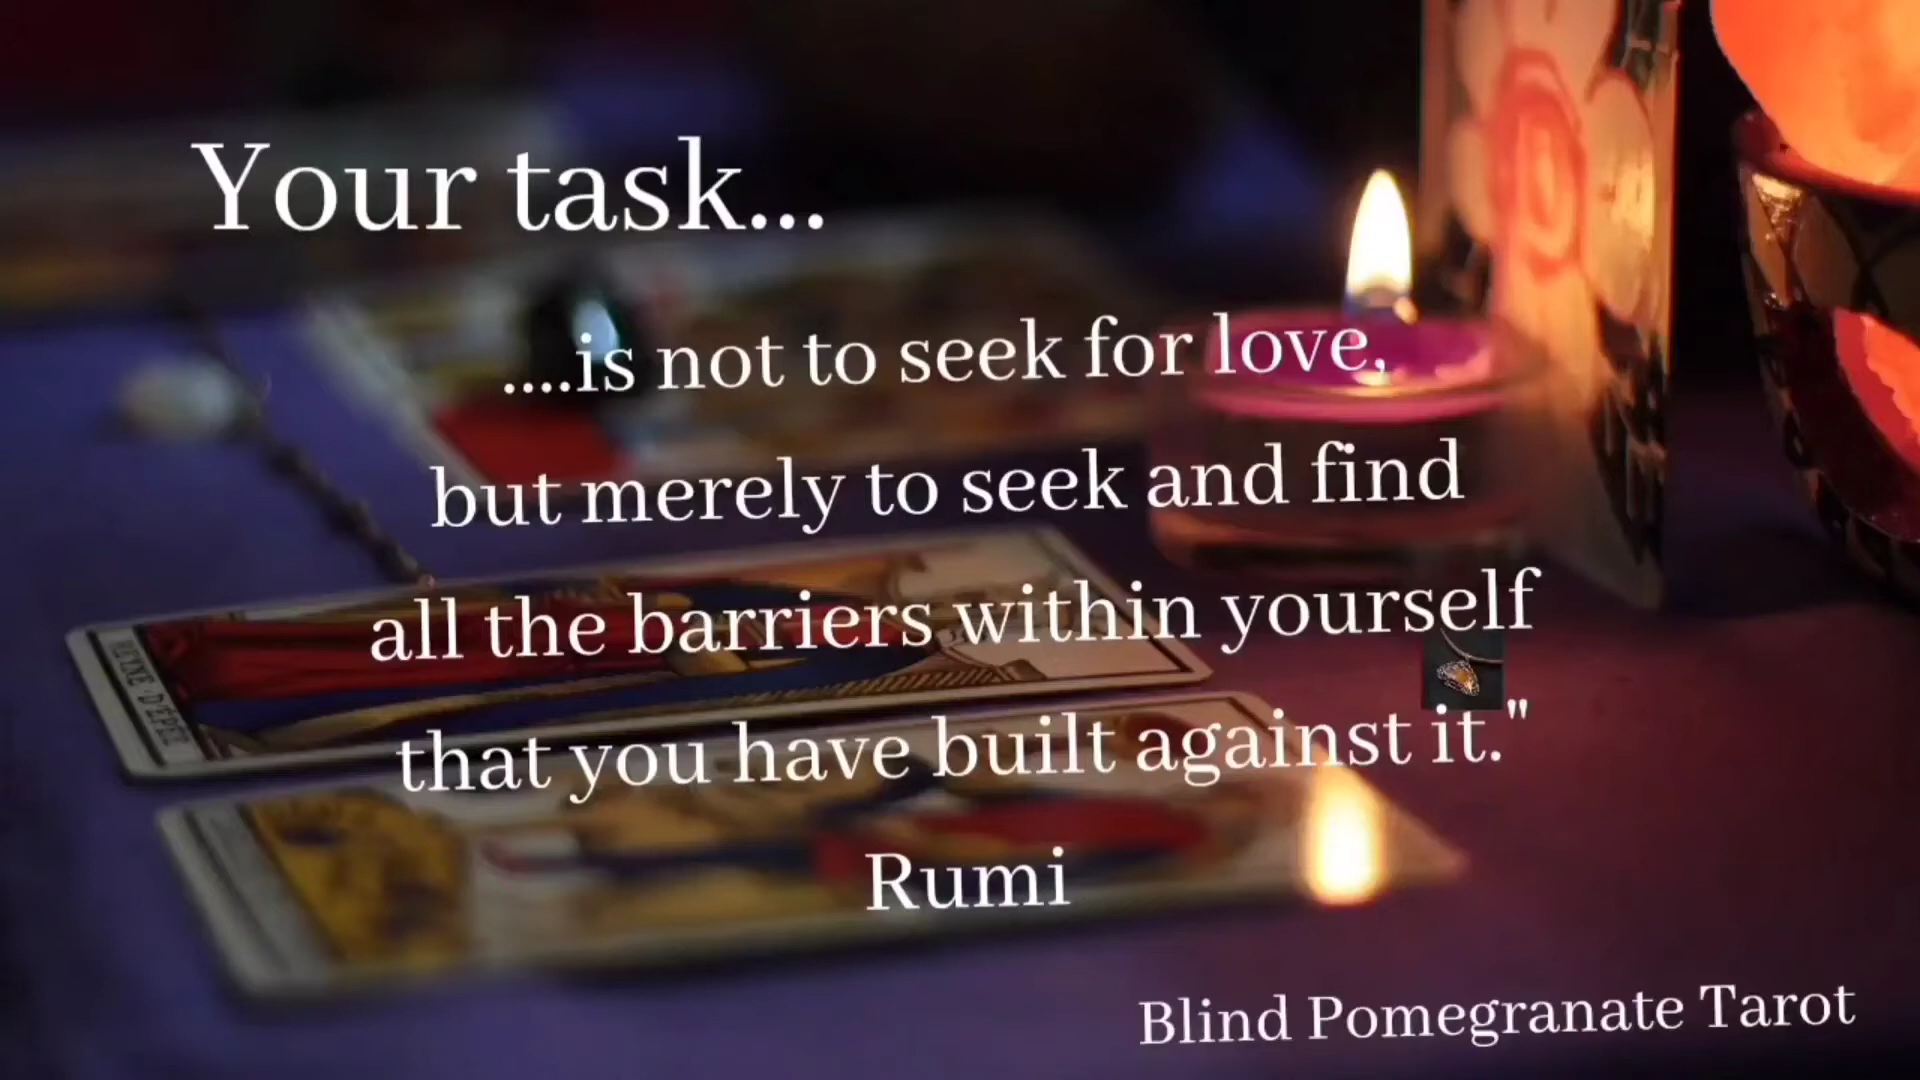 Your task...
....is not to seek for love,
but merely to seek and find
all the barriers within yourself
that you have built against it."
Rumi
Blind Pomegranate Tarot